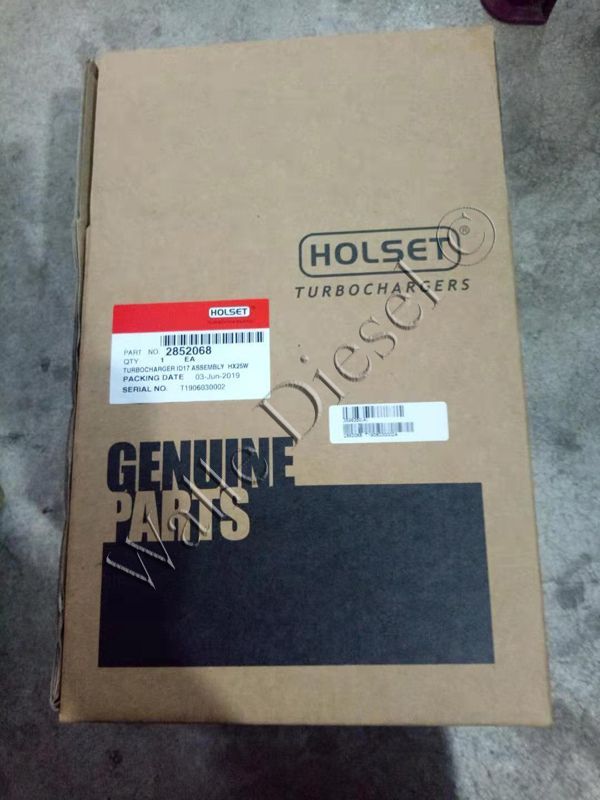 HOLSET®
TURBOCHARGERS
HOLSET
PART NO. 2852068
QTY 1 EA
TURBOCHARGER ID17 ASSEMBLY HX25W
PACKING DATE 03-Jun-2019
SERIAL NO. T1906030002
GENUINE
PARTS
Walle Diesel ©